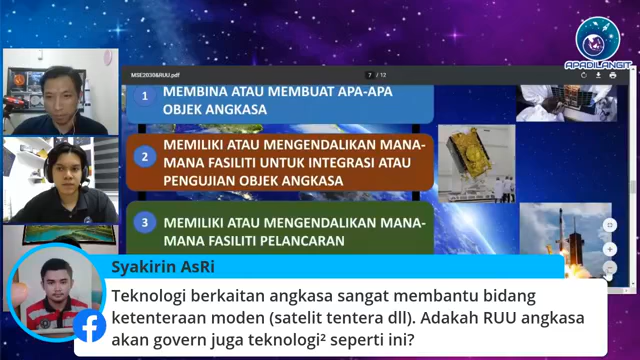 APADILANGIT
MSE2030&RUU.pdf
7 / 12
1 MEMBINA ATAU MEMBUAT APA-APA
OBJEK ANGKASA
2 MEMILIKI ATAU MENGENDALIKAN MANA-
MANA FASILITI UNTUK INTEGRASI ATAU
PENGUJIAN OBJEK ANGKASA
3 MEMILIKI ATAU MENGENDALIKAN MANA-
MANA FASILITI PELANCARAN
Syakirin AsRi
Teknologi berkaitan angkasa sangat membantu bidang
ketenteraan moden (satelit tentera dll). Adakah RUU angkasa
akan govern juga teknologi² seperti ini?